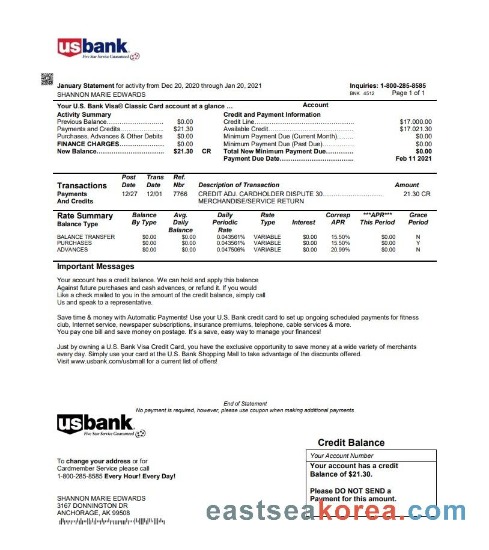 usbank
Five Star Service Guaranteed
January Statement for activity from Dec 20, 2020 through Jan 20, 2021
Inquiries: 1-800-285-8585
SHANNON MARIE EDWARDS
BNK 4512 Page 1 of 1
Your U.S. Bank Visa® Classic Card account at a glance ... Account
Activity Summary Credit and Payment Information
Previous Balance $0.00 Credit Line $17.000.00
Payments and Credits $21.30 Available Credit $17.021.30
Purchases, Advances & Other Debits $0.00 Minimum Payment Due (Current Month) $0.00
FINANCE CHARGES $0.00 Minimum Payment Due (Past Due) $0.00
New Balance $21.30 CR Total New Minimum Payment Due $0.00
Payment Due Date Feb 11 2021
Post Trans Ref.
Transactions Date Date Nbr Description of Transaction Amount
Payments 12/27 12/01 7766 CREDIT ADJ. CARDHOLDER DISPUTE 30 21.30 CR
And Credits MERCHANDISE/SERVICE RETURN
Rate Summary Balance Avg. Daily Rate Corresp ***APR*** Grace
Balance Type By Type Daily Periodic Type Interest APR This Period Period
Balance Rate
BALANCE TRANSFER $0.00 $0.00 0.043561% VARIABLE $0.00 15.50% $0.00 N
PURCHASES $0.00 $0.00 0.043561% VARIABLE $0.00 15.50% $0.00 Y
ADVANCES $0.00 $0.00 0.047508% VARIABLE $0.00 20.99% $0.00 N
Important Messages
Your account has a credit balance. We can hold and apply this balance
Against future purchases and cash advances, or refund it. If you would
Like a check mailed to you in the amount of the credit balance, simply call
Us and speak to a representative.
Save time & money with Automatic Payments! Use your U.S. Bank credit card to set up ongoing scheduled payments for fitness
club, Internet service, newspaper subscriptions, insurance premiums, telephone, cable services & more.
You pay one bill and save money on postage. It's a save, easy way to manage your finances!
Just by owning a U.S. Bank Visa Credit Card, you have the exclusive opportunity to save money at a wide variety of merchants
every day. Simply use your card at the U.S. Bank Shopping Mall to take advantage of the discounts offered.
Visit www.usbank.com/usbmall for a current list of offers!
End of Statement
No payment is required, however, please use coupon when making additional payments
usbank
Five Star Service Guaranteed
Credit Balance
Your Account Number
To change your address or for
Cardmember Service please call
1-800-285-8585 Every Hour! Every Day!
Your account has a credit
Balance of $21.30.
Please DO NOT SEND a
Payment for this amount.
SHANNON MARIE EDWARDS
3167 DONNINGTON DR
ANCHORAGE, AK 99508
eastseakorea.com